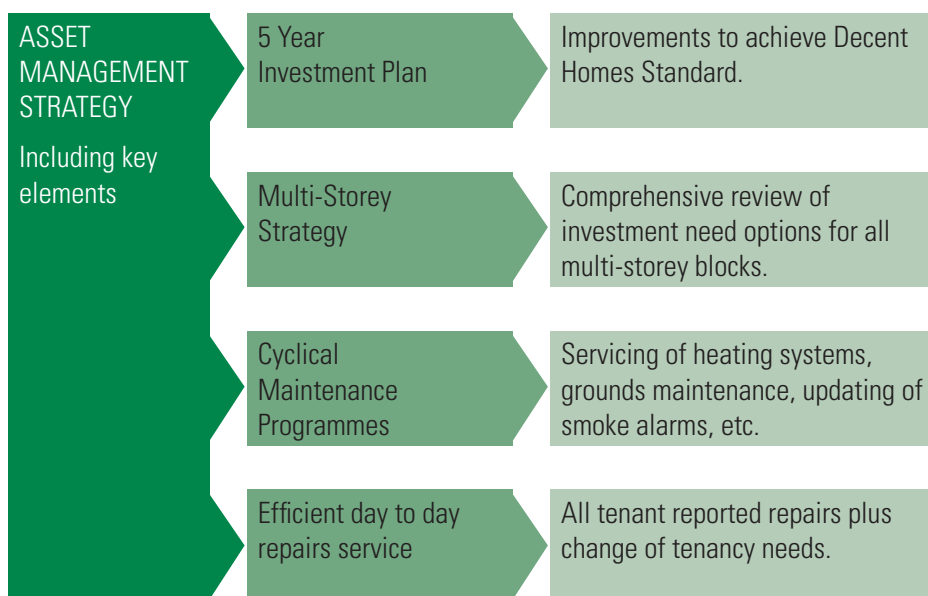 ASSET
MANAGEMENT
STRATEGY
Including key
elements
5 Year
Investment Plan
Improvements to achieve Decent
Homes Standard.
Multi-Storey
Strategy
Comprehensive review of
investment need options for all
multi-storey blocks.
Cyclical
Maintenance
Programmes
Servicing of heating systems,
grounds maintenance, updating of
smoke alarms, etc.
Efficient day to day
repairs service
All tenant reported repairs plus
change of tenancy needs.